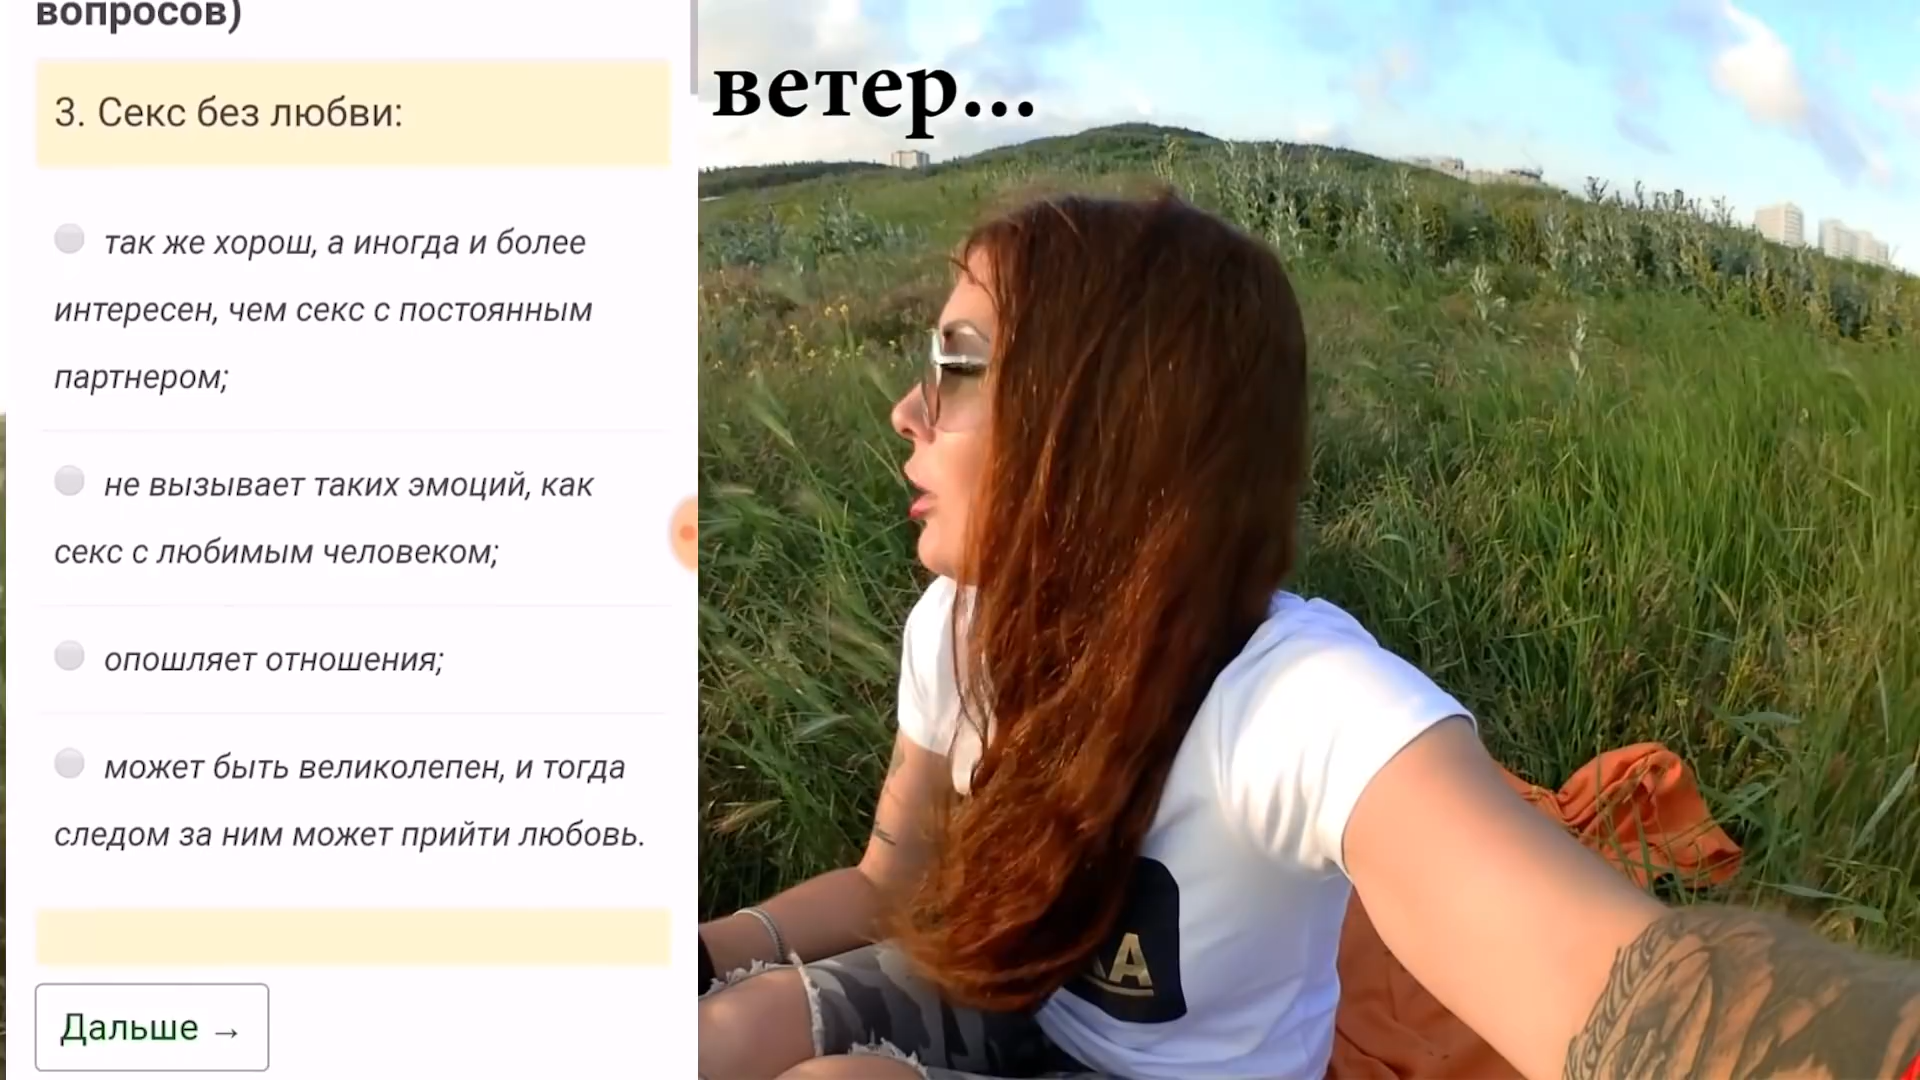 вопросов)
3. Секс без любви:
так же хорош, а иногда и более
интересен, чем секс с постоянным
партнером;
не вызывает таких эмоций, как
секс с любимым человеком;
опошляет отношения;
может быть великолепен, и тогда
следом за ним может прийти любовь.
Дальше →
ветер...